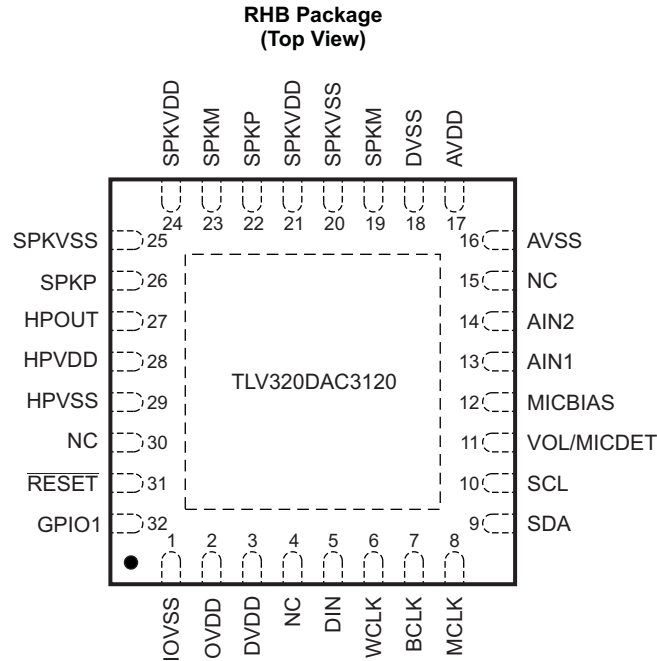 RHB Package
(Top View)
SPKVDD
SPKM
SPKP
SPKVDD
SPKVSS
SPKM
DVSS
AVDD
24
23
22
21
20
19
18
17
SPKVSS 25
SPKP 26
HPOUT 27
HPVDD 28
HPVSS 29
NC 30
RESET 31
GPIO1 32
TLV320DAC3120
16 AVSS
15 NC
14 AIN2
13 AIN1
12 MICBIAS
11 VOL/MICDET
10 SCL
9 SDA
1
2
3
4
5
6
7
8
IOVSS
OVDD
DVDD
NC
DIN
WCLK
BCLK
MCLK